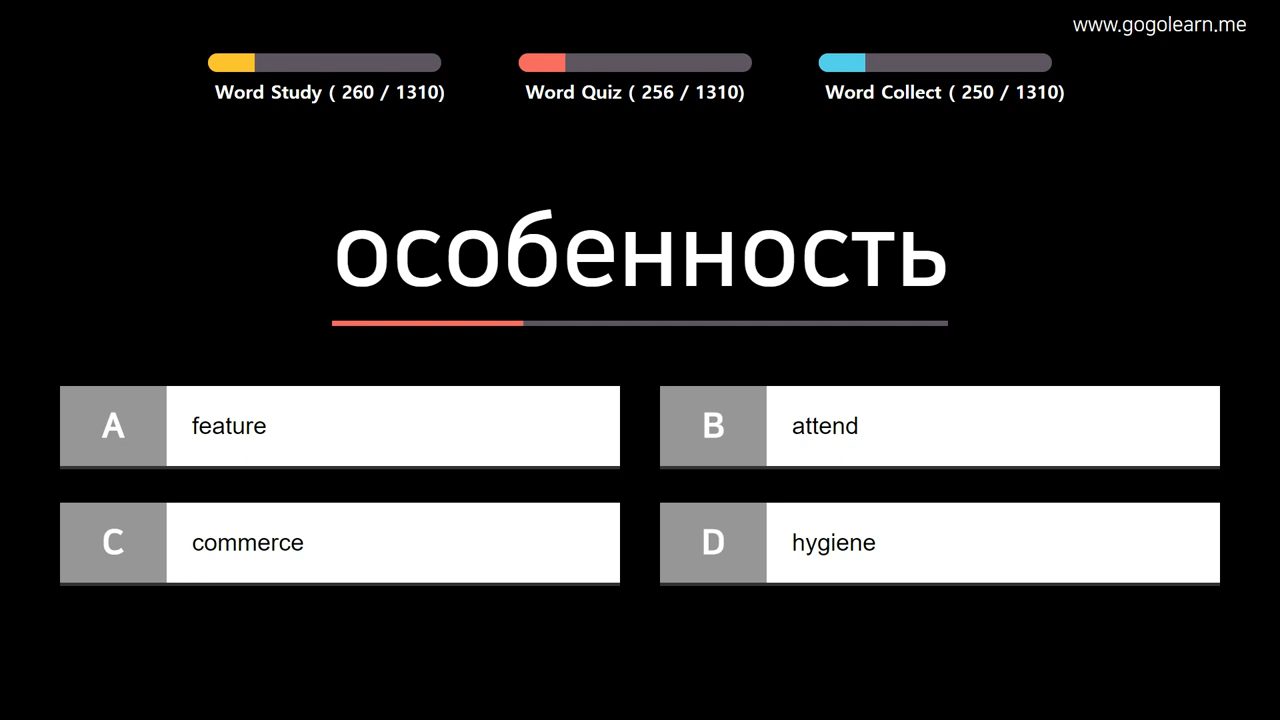 www.gogolearn.me
Word Study ( 260 / 1310)
Word Quiz ( 256 / 1310)
Word Collect ( 250 / 1310)
особенность
A feature
B attend
C commerce
D hygiene